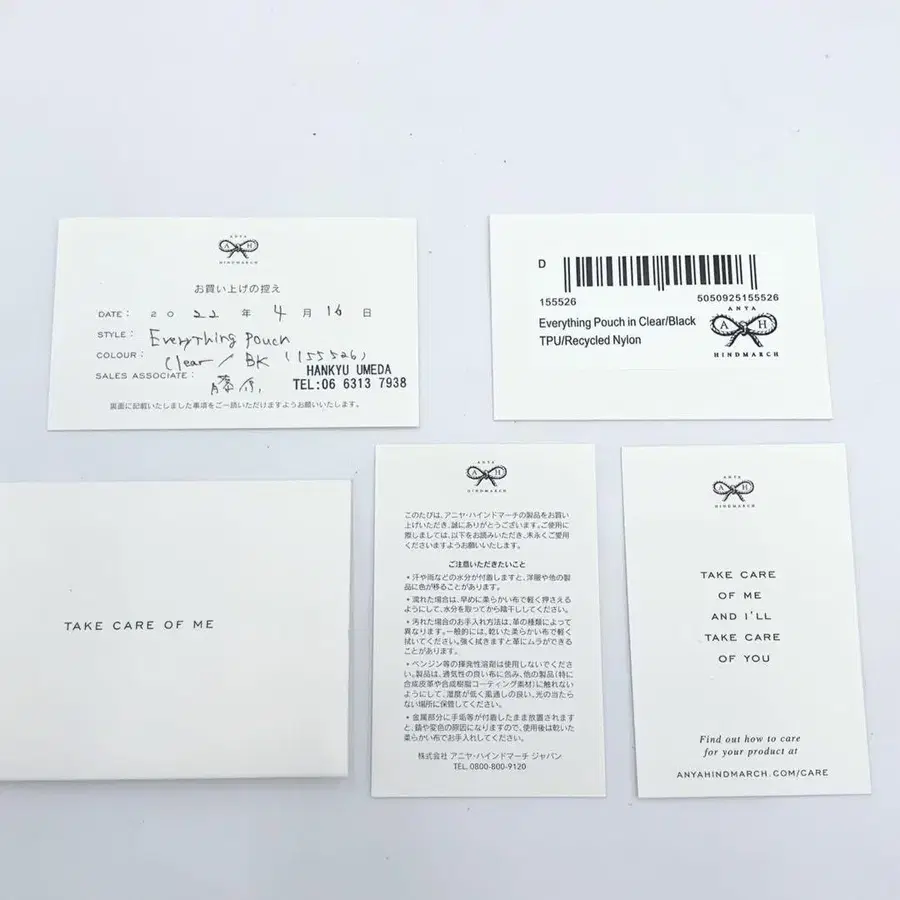 ANYA
A H
HINDMARCH
お買い上げの控え
DATE: 2022 年 4 月 16 日
STYLE: Everything Pouch
COLOUR: Clear / BK (155526)
SALES ASSOCIATE: 藤原
HANKYU UMEDA
TEL:06 6313 7938
裏面に記載いたしました事項をご一読いただけますようお願いいたします。
D
155526 5050925155526
Everything Pouch in Clear/Black
TPU/Recycled Nylon
ANYA
A H
HINDMARCH
TAKE CARE OF ME
ANYA
A H
HINDMARCH
このたびは、アニヤ・ハインドマーチの製品をお買い
上げいただき、誠にありがとうございます。ご使用に
際しましては、以下をお読みいただき、末永くご愛用
くださいますようお願いいたします。
ご注意いただきたいこと
• 汗や雨などの水分が付着しますと、洋服や他の製
品に色が移ることがあります。
• 濡れた場合は、早めに柔らかい布で軽く押さえる
ようにして、水分を取ってから陰干ししてください。
• 汚れた場合のお手入れ方法は、革の種類によって
異なります。一般的には、乾いた柔らかい布で軽く
拭いてください。強く拭きますと革にムラができる
ことがあります。
• ベンジン等の揮発性溶剤は使用しないでくださ
い。製品は、通気性の良い布に包み、他の製品(特に
合成皮革や合成樹脂コーティング素材)に触れない
ようにして、湿度が低く風通しの良い、光の当たら
ない場所に保管してください。
• 金属部分に手垢等が付着したまま放置されます
と、錆や変色の原因になりますので、使用後は乾いた
柔らかい布でお手入れしてください。
株式会社 アニヤ・ハインドマーチ ジャパン
TEL. 0800-800-9120
ANYA
A H
HINDMARCH
TAKE CARE
OF ME
AND I'LL
TAKE CARE
OF YOU
Find out how to care
for your product at
ANYAHINDMARCH.COM/CARE